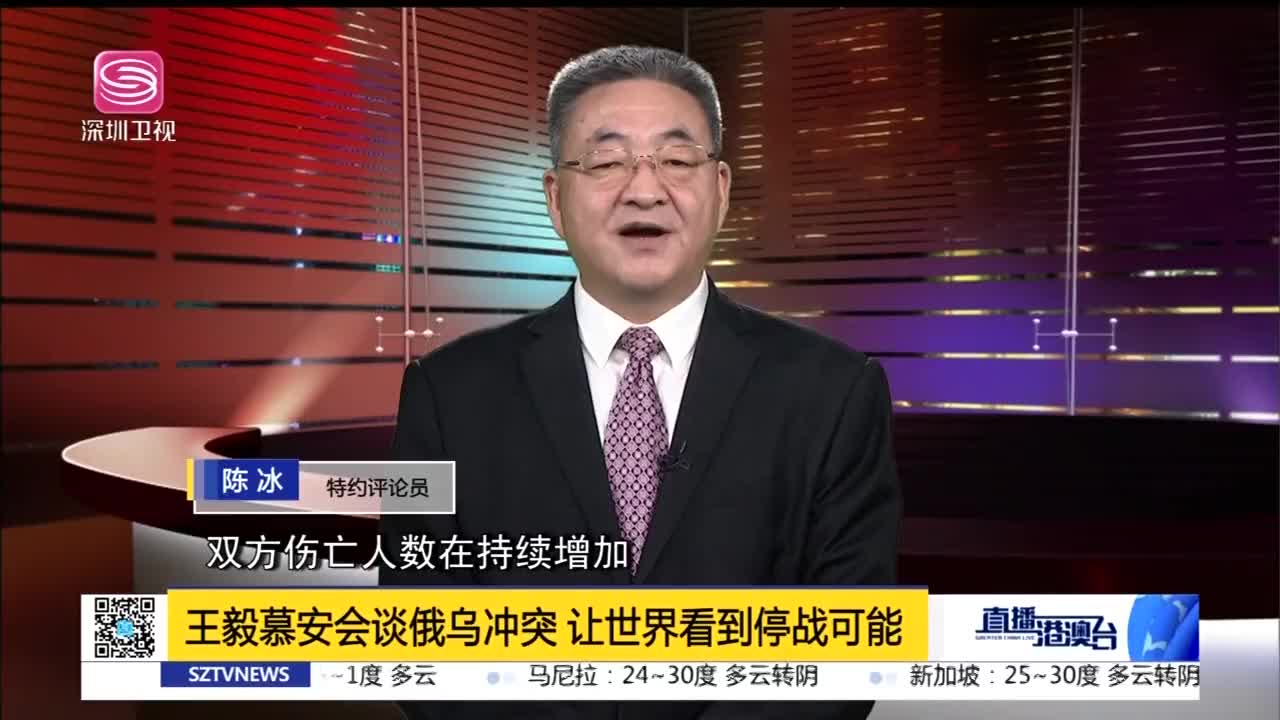 深圳卫视
陈冰
特约评论员
双方伤亡人数在持续增加
王毅慕安会谈俄乌冲突 让世界看到停战可能
直播港澳台
GREATER CHINA LIVE
SZTVNEWS
~1度 多云
马尼拉：24~30度 多云转阴
新加坡：25~30度 多云转阴